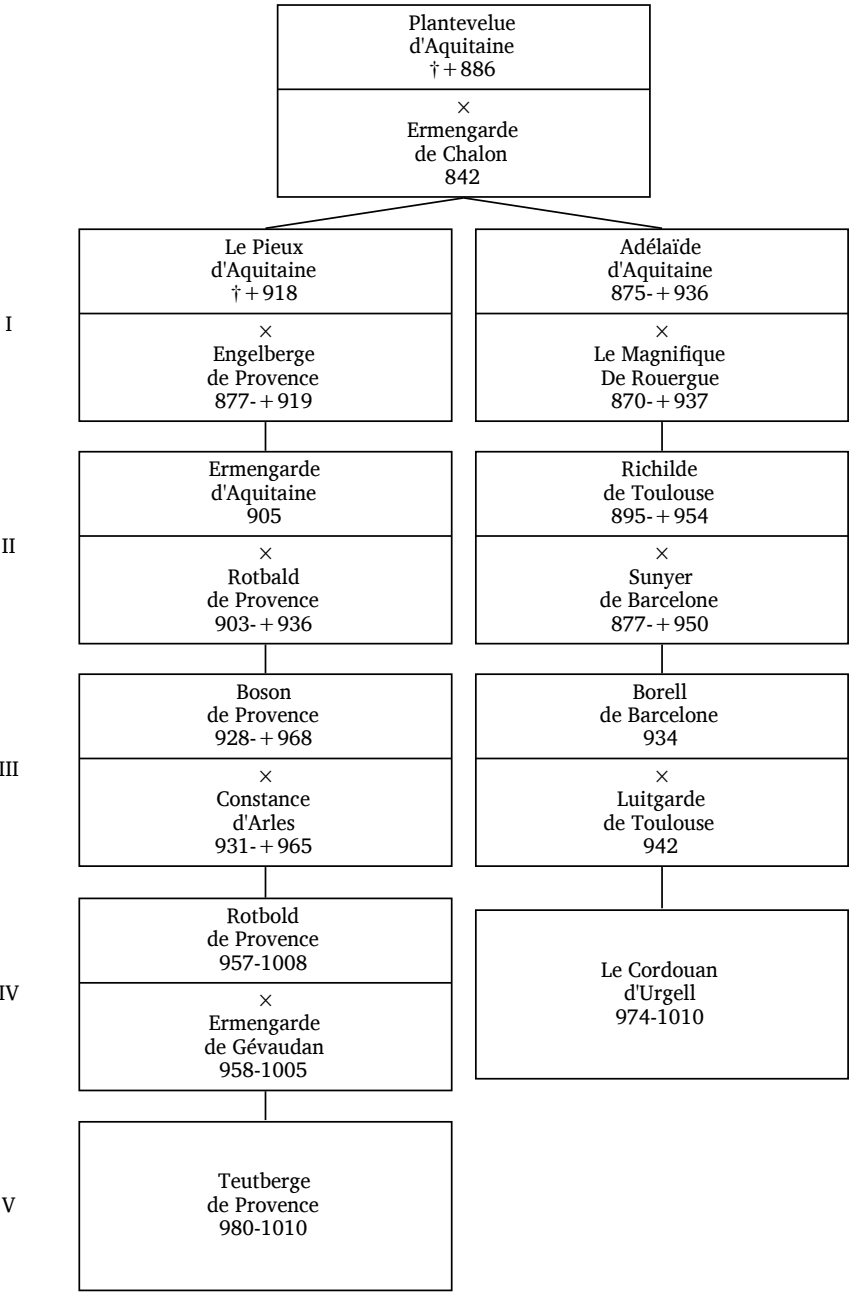 Plantevelue
d'Aquitaine
†+886
×
Ermengarde
de Chalon
842
I
Le Pieux
d'Aquitaine
†+918
×
Engelberge
de Provence
877-+919
Adélaïde
d'Aquitaine
875-+936
×
Le Magnifique
De Rouergue
870-+937
II
Ermengarde
d'Aquitaine
905
×
Rotbald
de Provence
903-+936
Richilde
de Toulouse
895-+954
×
Sunyer
de Barcelone
877-+950
III
Boson
de Provence
928-+968
×
Constance
d'Arles
931-+965
Borell
de Barcelone
934
×
Luitgarde
de Toulouse
942
IV
Rotbold
de Provence
957-1008
×
Ermengarde
de Gévaudan
958-1005
Le Cordouan
d'Urgell
974-1010
V
Teutberge
de Provence
980-1010